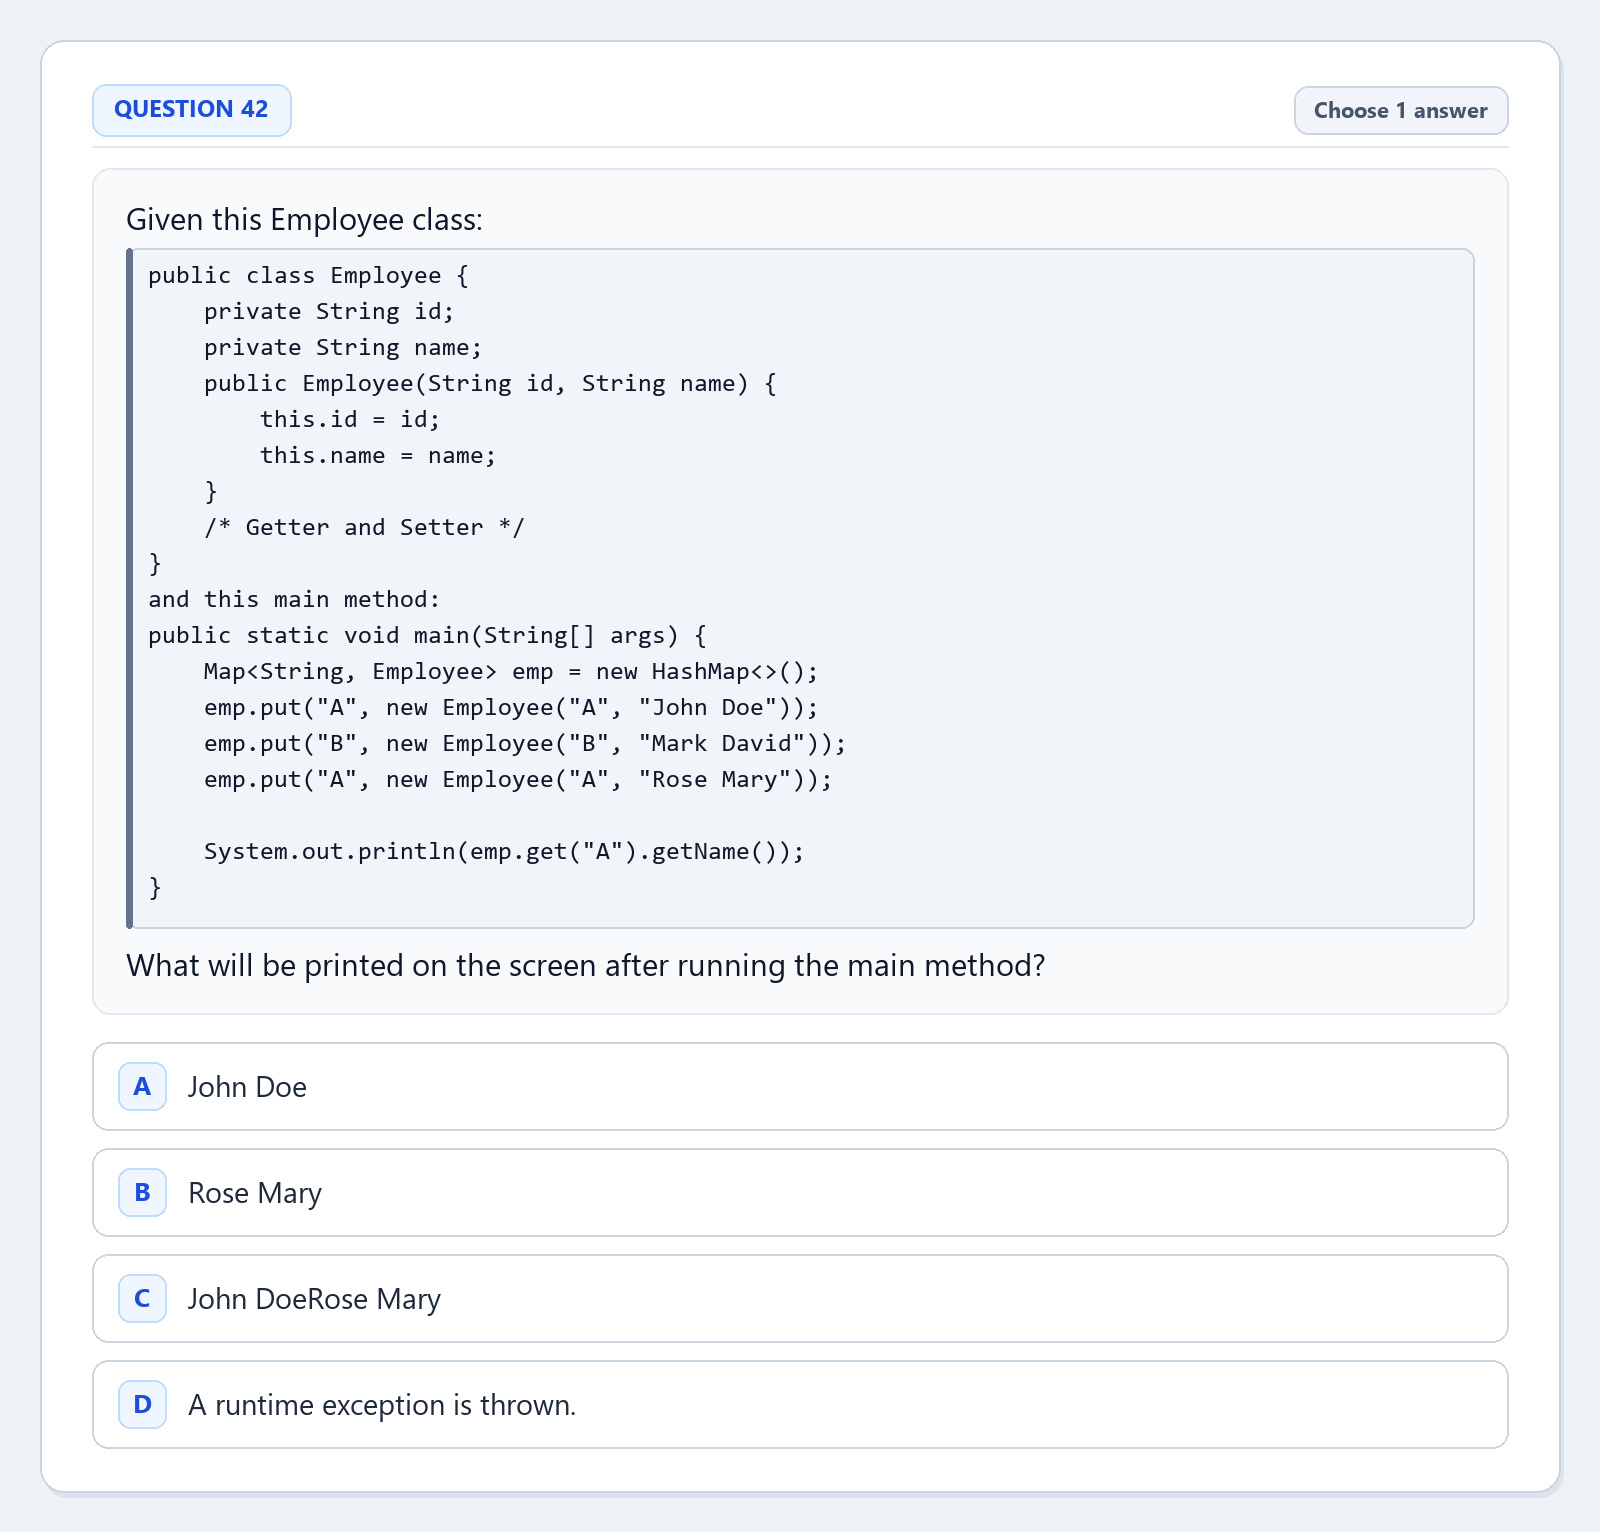 QUESTION 42
Choose 1 answer
Given this Employee class:
public class Employee {
    private String id;
    private String name;
    public Employee(String id, String name) {
        this.id = id;
        this.name = name;
    }
    /* Getter and Setter */
}
and this main method:
public static void main(String[] args) {
    Map<String, Employee> emp = new HashMap<>();
    emp.put("A", new Employee("A", "John Doe"));
    emp.put("B", new Employee("B", "Mark David"));
    emp.put("A", new Employee("A", "Rose Mary"));

    System.out.println(emp.get("A").getName());
}
What will be printed on the screen after running the main method?
A John Doe
B Rose Mary
C John DoeRose Mary
D A runtime exception is thrown.